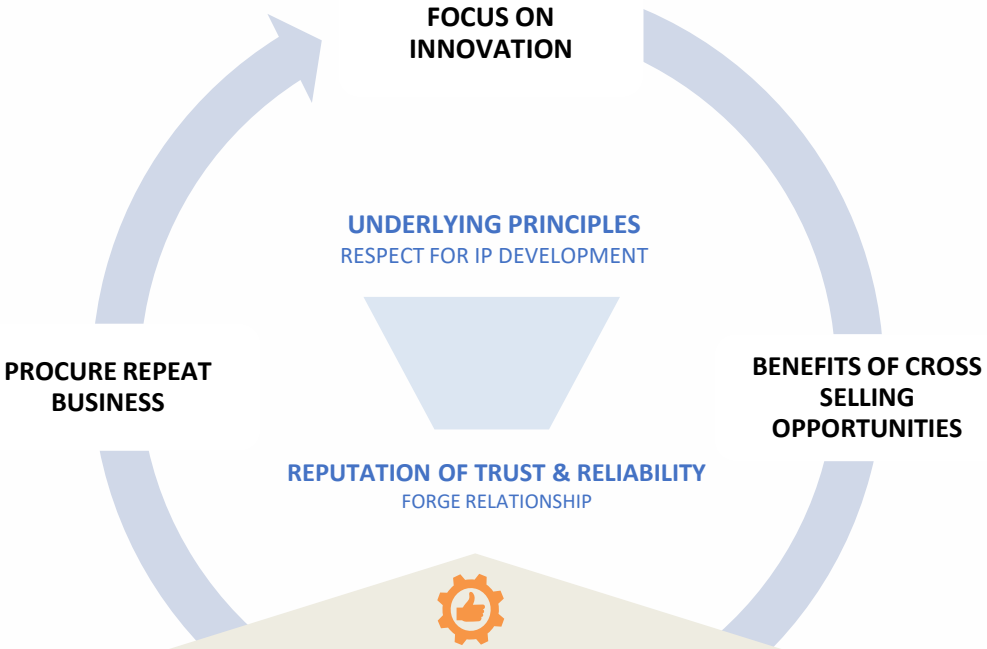 FOCUS ON
INNOVATION
UNDERLYING PRINCIPLES
RESPECT FOR IP DEVELOPMENT
PROCURE REPEAT
BUSINESS
BENEFITS OF CROSS
SELLING
OPPORTUNITIES
REPUTATION OF TRUST & RELIABILITY
FORGE RELATIONSHIP